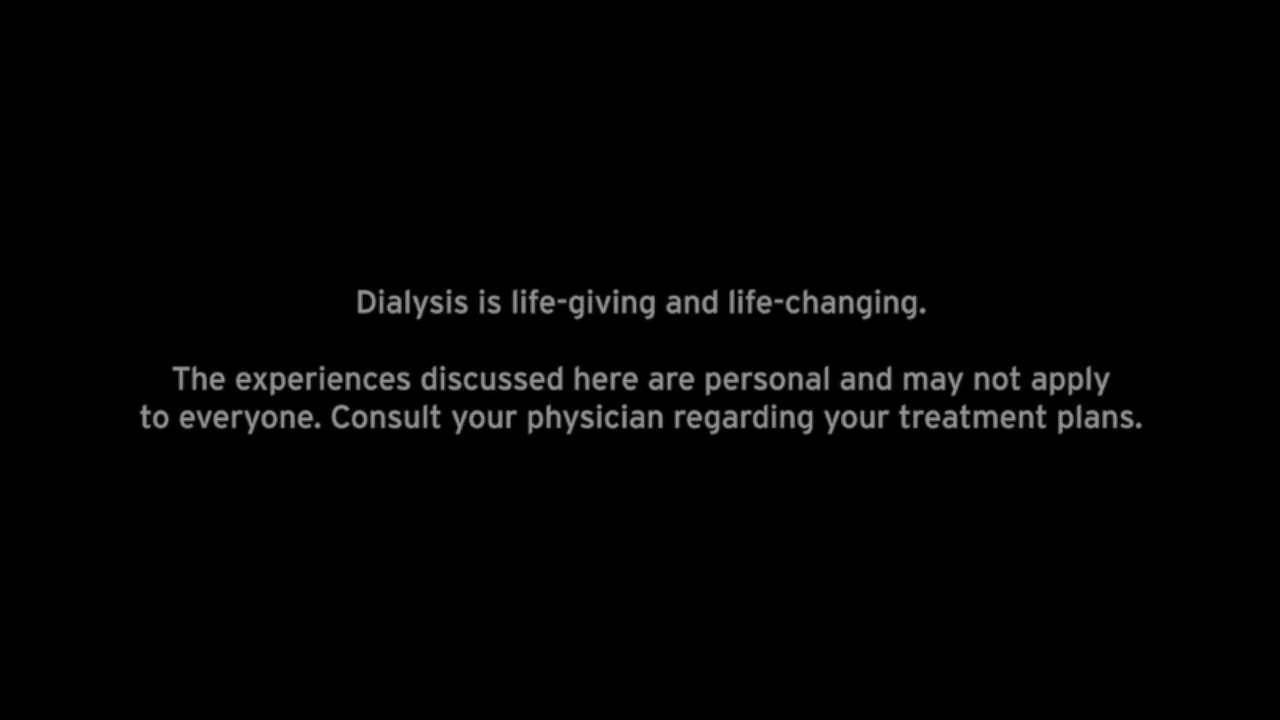 Dialysis is life-giving and life-changing.
The experiences discussed here are personal and may not apply
to everyone. Consult your physician regarding your treatment plans.